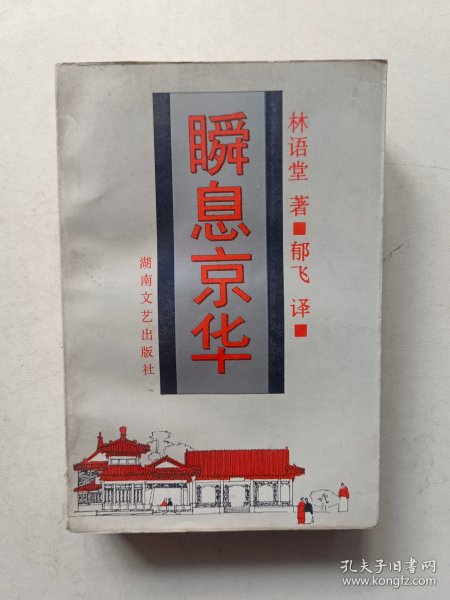 瞬息京华
林语堂 著■郁飞 译■
湖南文艺出版社
孔夫子旧书网
www.kongfz.com